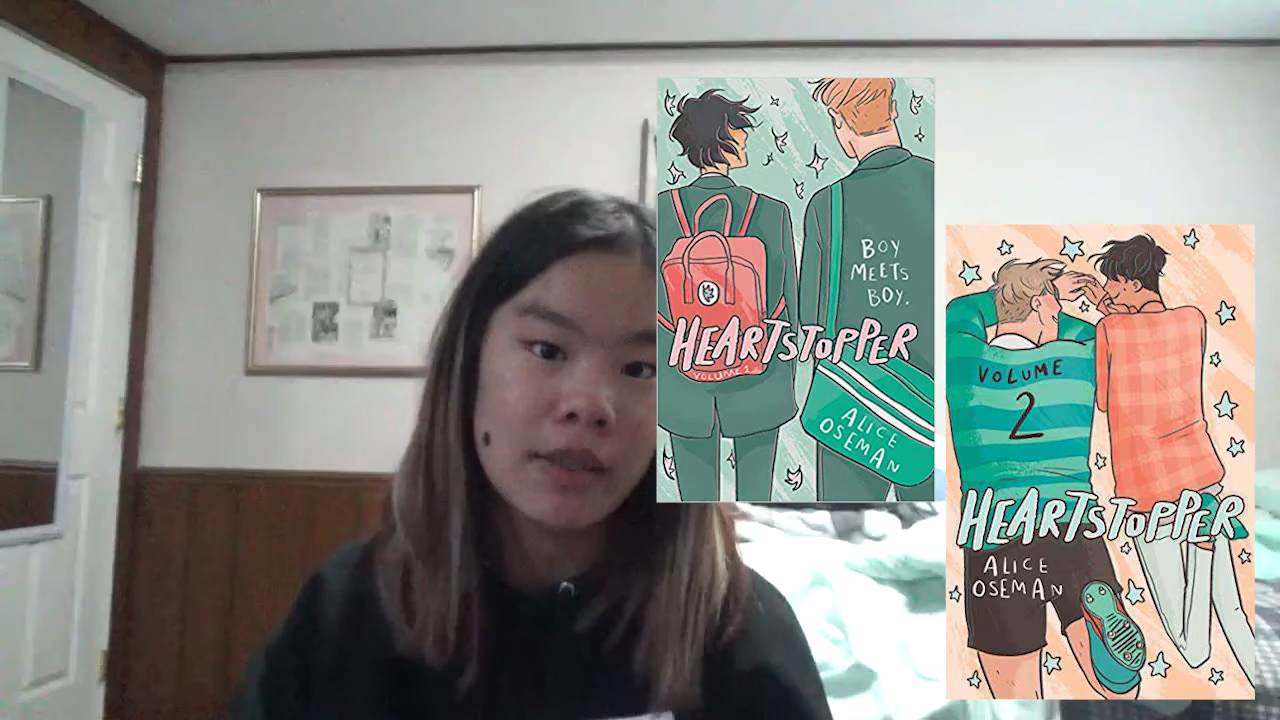 BOY
MEETS
BOY.
HEARTSTOPPER
VOLUME 1
ALICE
OSEMAN
VOLUME
2
HEARTSTOPPER
ALICE
OSEMAN